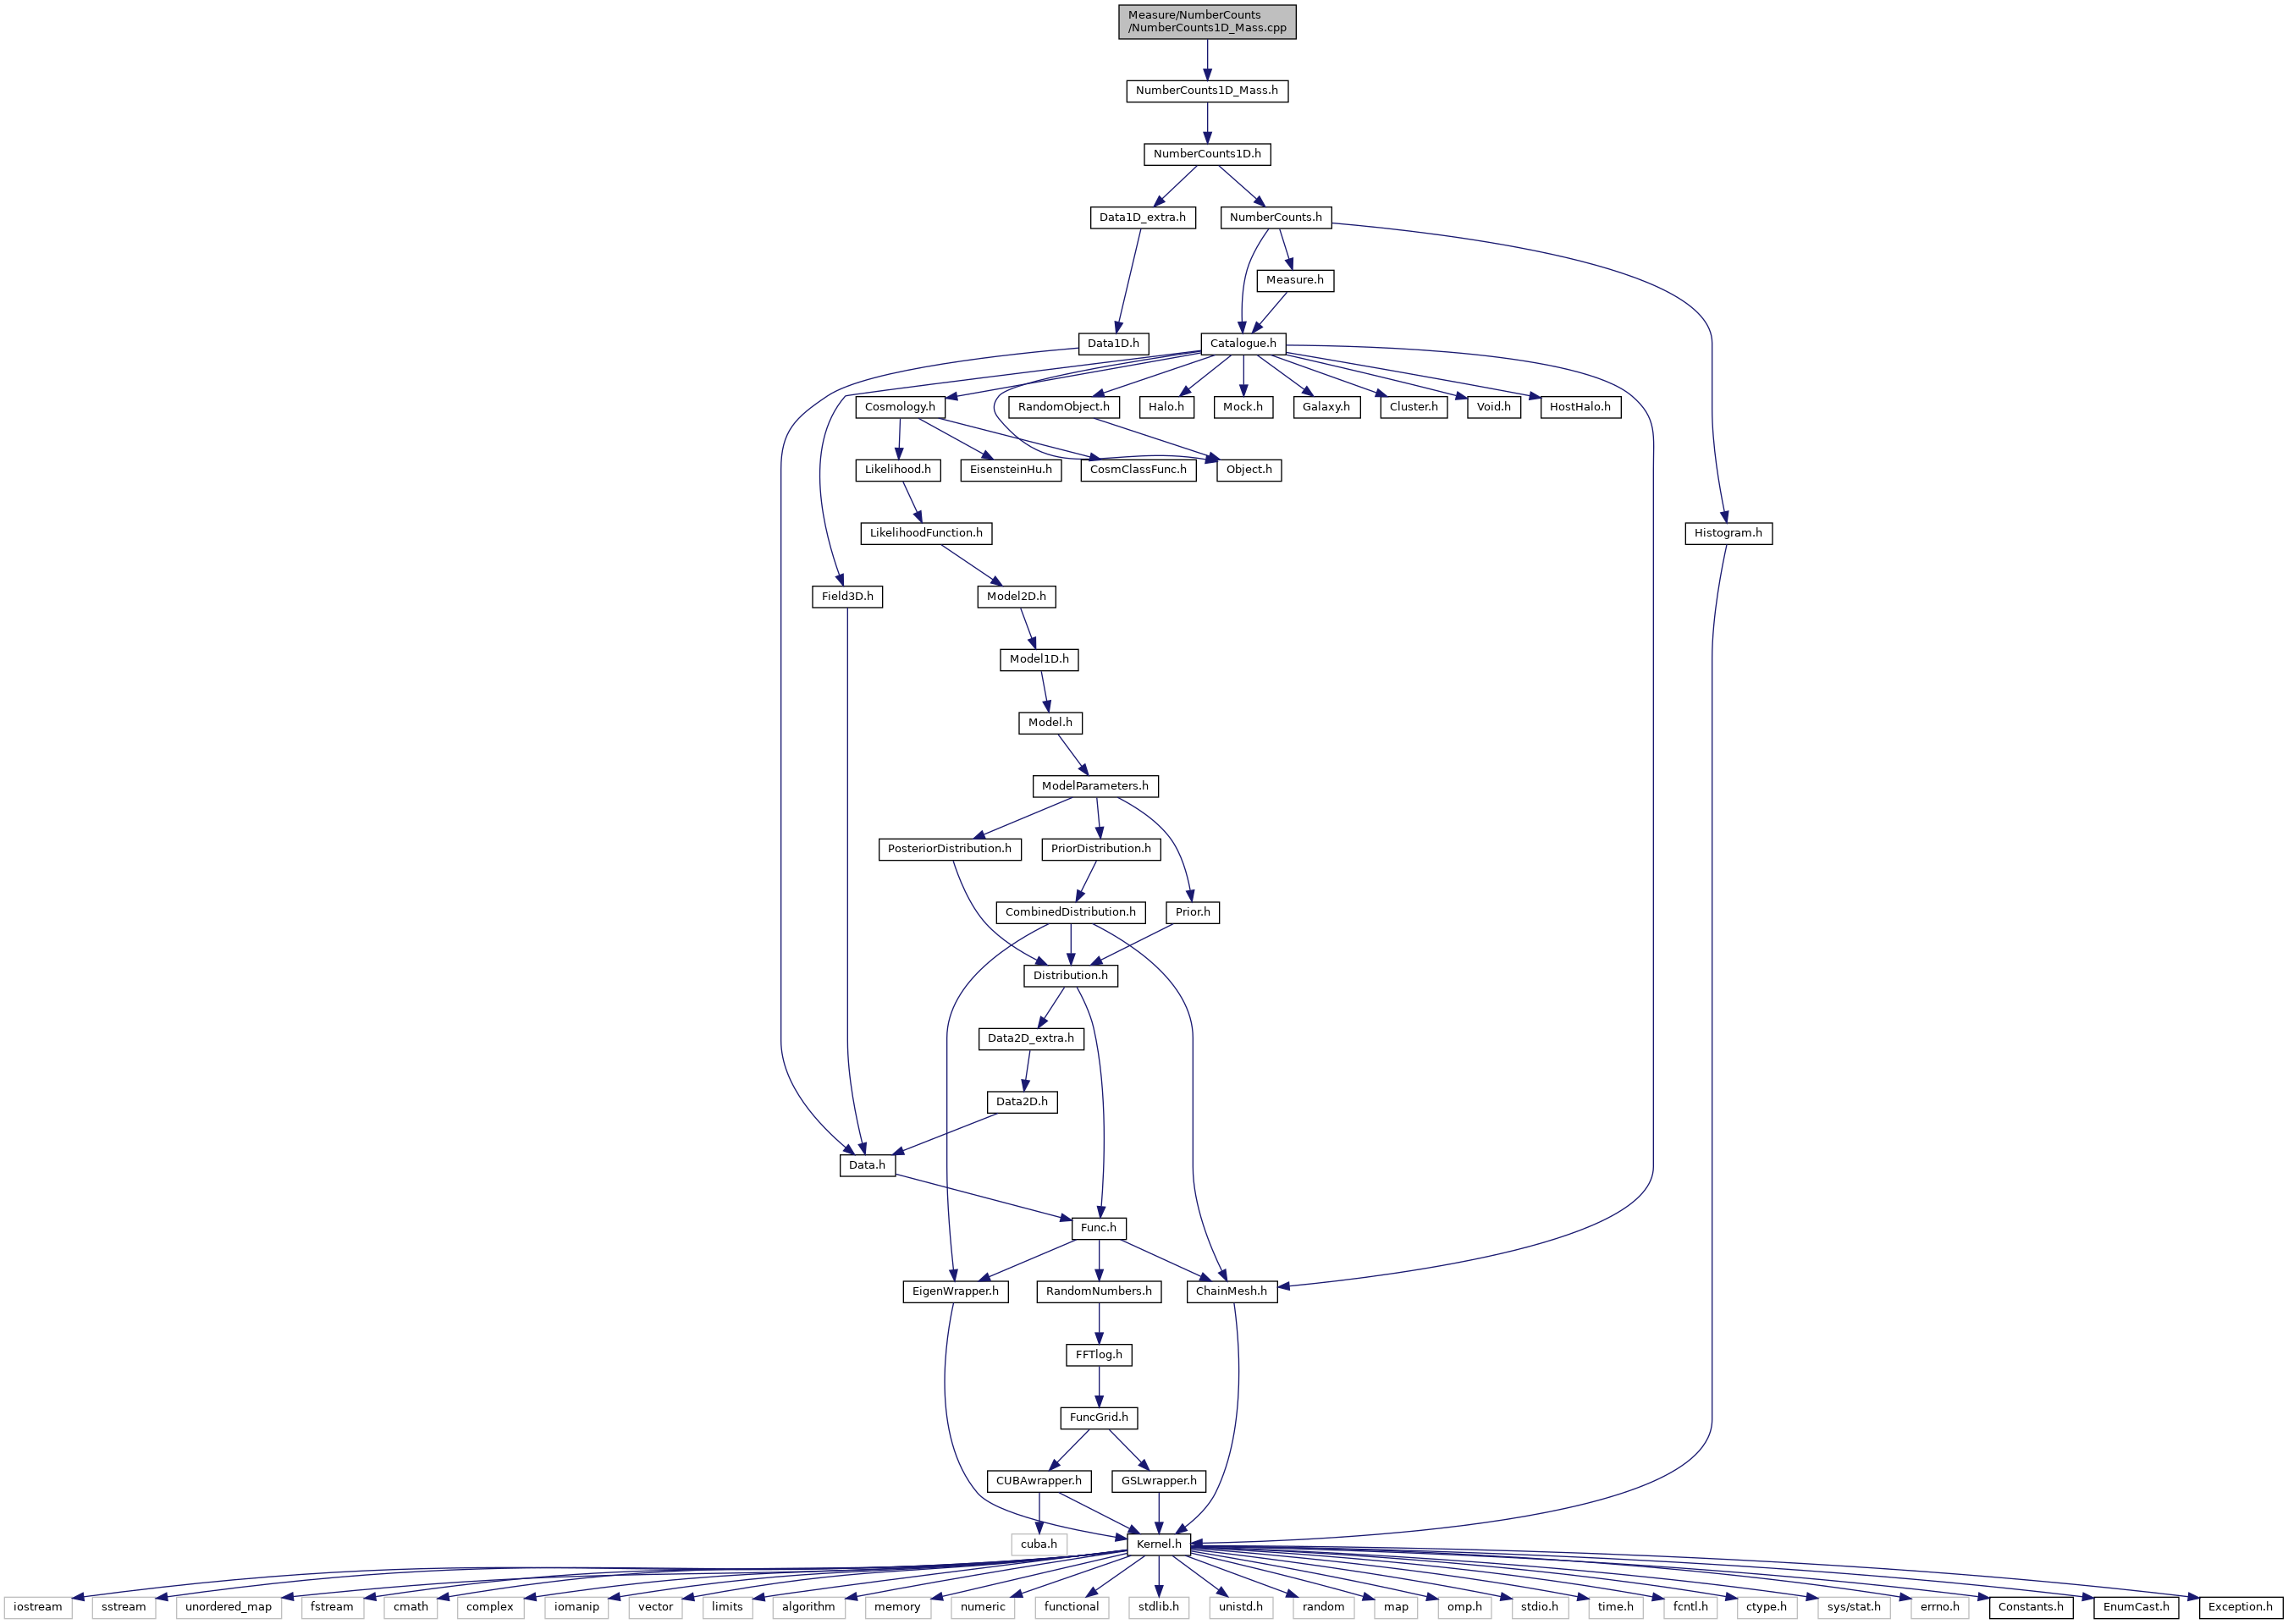 Measure/NumberCounts
/NumberCounts1D_Mass.cpp
NumberCounts1D_Mass.h
NumberCounts1D.h
Data1D_extra.h
NumberCounts.h
Measure.h
Data1D.h
Catalogue.h
Cosmology.h
RandomObject.h
Halo.h
Mock.h
Galaxy.h
Cluster.h
Void.h
HostHalo.h
Likelihood.h
EisensteinHu.h
CosmClassFunc.h
Object.h
LikelihoodFunction.h
Histogram.h
Field3D.h
Model2D.h
Model1D.h
Model.h
ModelParameters.h
PosteriorDistribution.h
PriorDistribution.h
CombinedDistribution.h
Prior.h
Distribution.h
Data2D_extra.h
Data2D.h
Data.h
Func.h
EigenWrapper.h
RandomNumbers.h
ChainMesh.h
FFTlog.h
FuncGrid.h
CUBAwrapper.h
GSLwrapper.h
cuba.h
Kernel.h
iostream
sstream
unordered_map
fstream
cmath
complex
iomanip
vector
limits
algorithm
memory
numeric
functional
stdlib.h
unistd.h
random
map
omp.h
stdio.h
time.h
fcntl.h
ctype.h
sys/stat.h
errno.h
Constants.h
EnumCast.h
Exception.h